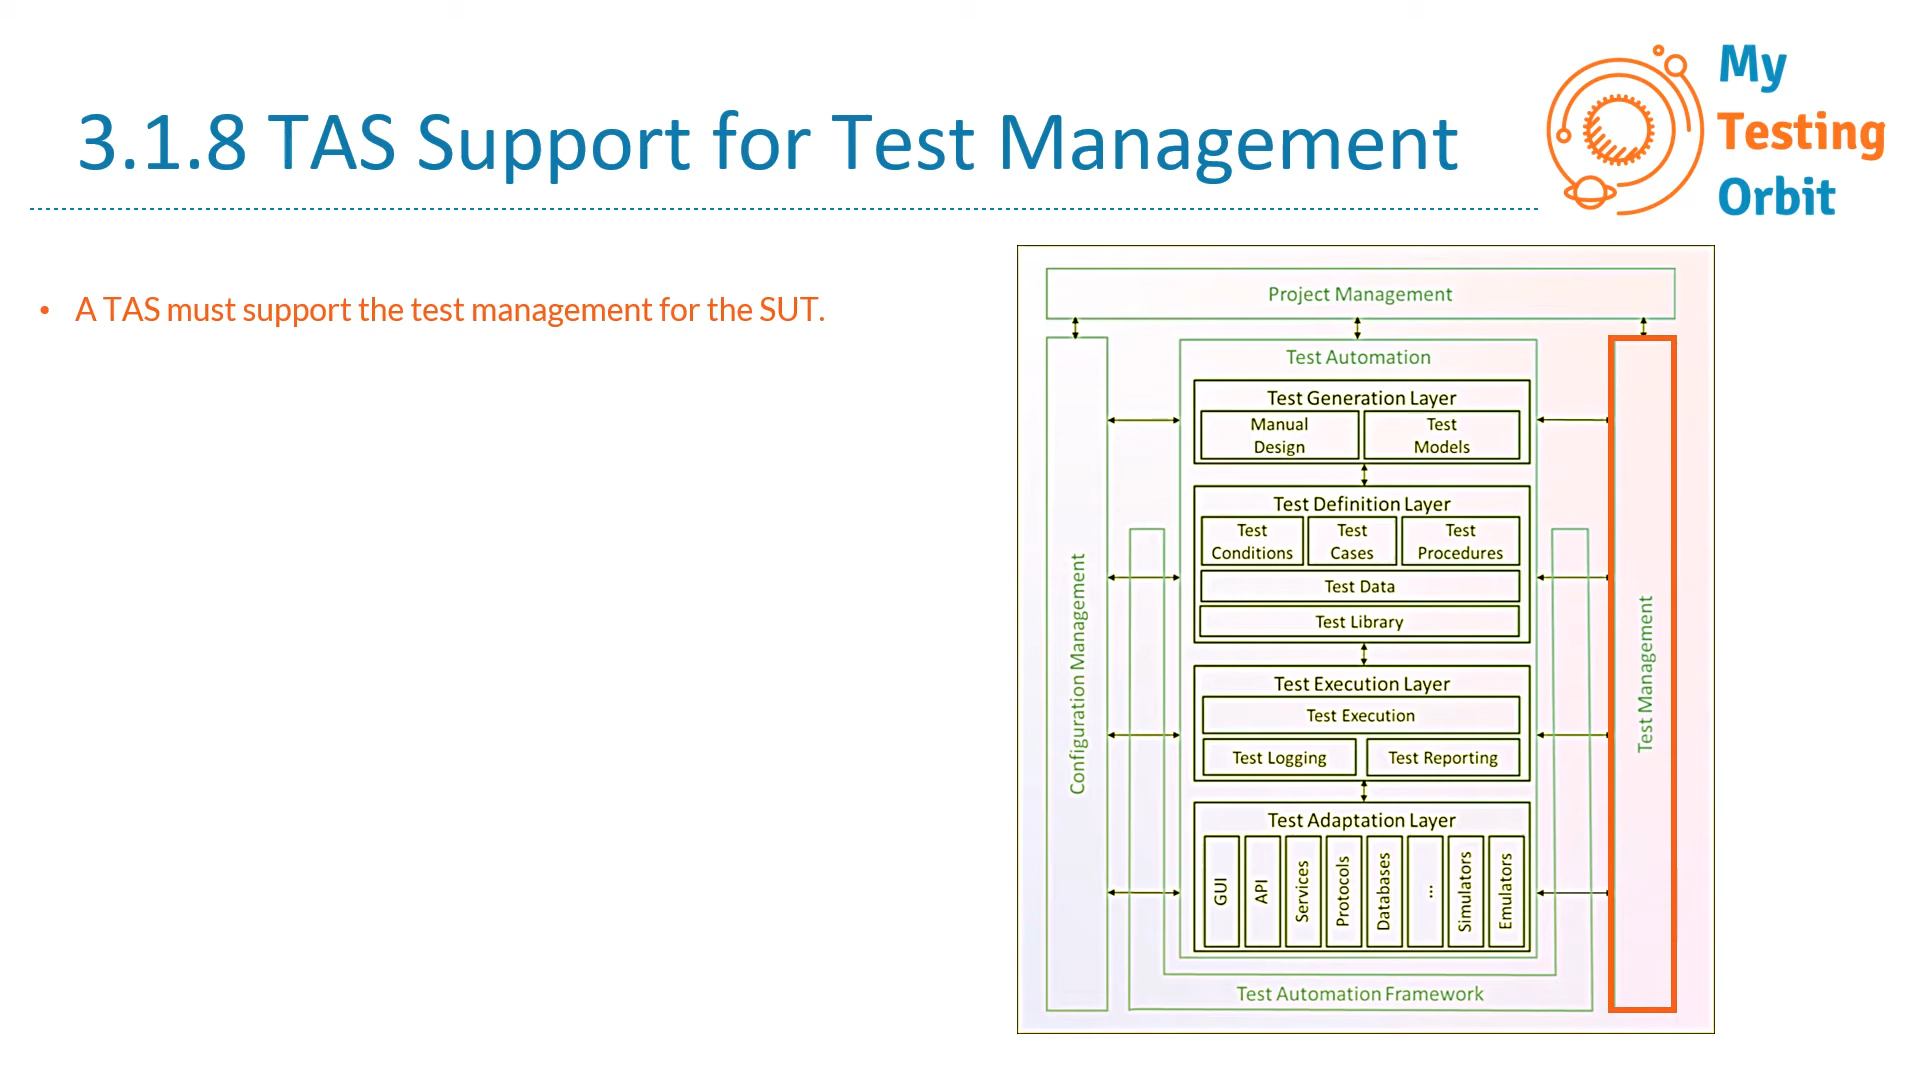 3.1.8 TAS Support for Test Management
My
Testing
Orbit
• A TAS must support the test management for the SUT.
Project Management
Configuration Management
Test Automation
Test Generation Layer
Manual
Design
Test
Models
Test Definition Layer
Test
Conditions
Test
Cases
Test
Procedures
Test Data
Test Library
Test Execution Layer
Test Execution
Test Logging
Test Reporting
Test Adaptation Layer
GUI
API
Services
Protocols
Databases
...
Simulators
Emulators
Test Automation Framework
Test Management